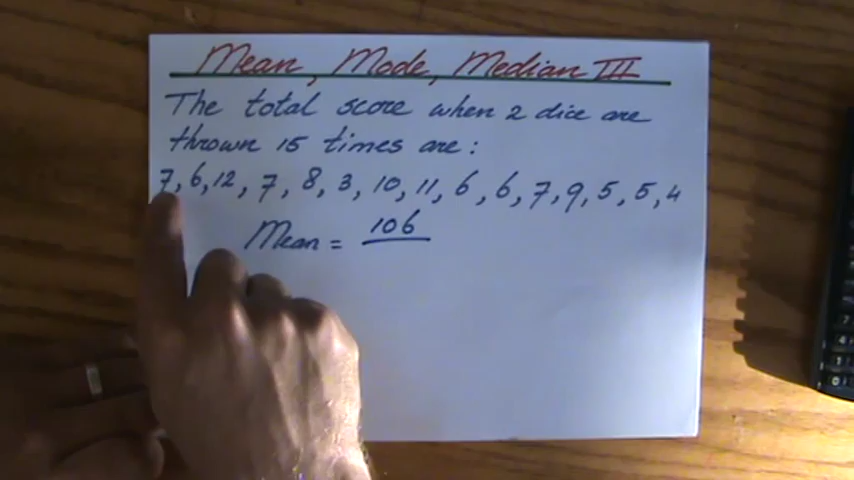 Mean, Mode, Median III
The total score when 2 dice are
thrown 15 times are:
7, 6, 12, 7, 8, 3, 10, 11, 6, 6, 7, 9, 5, 5, 4
Mean = 106